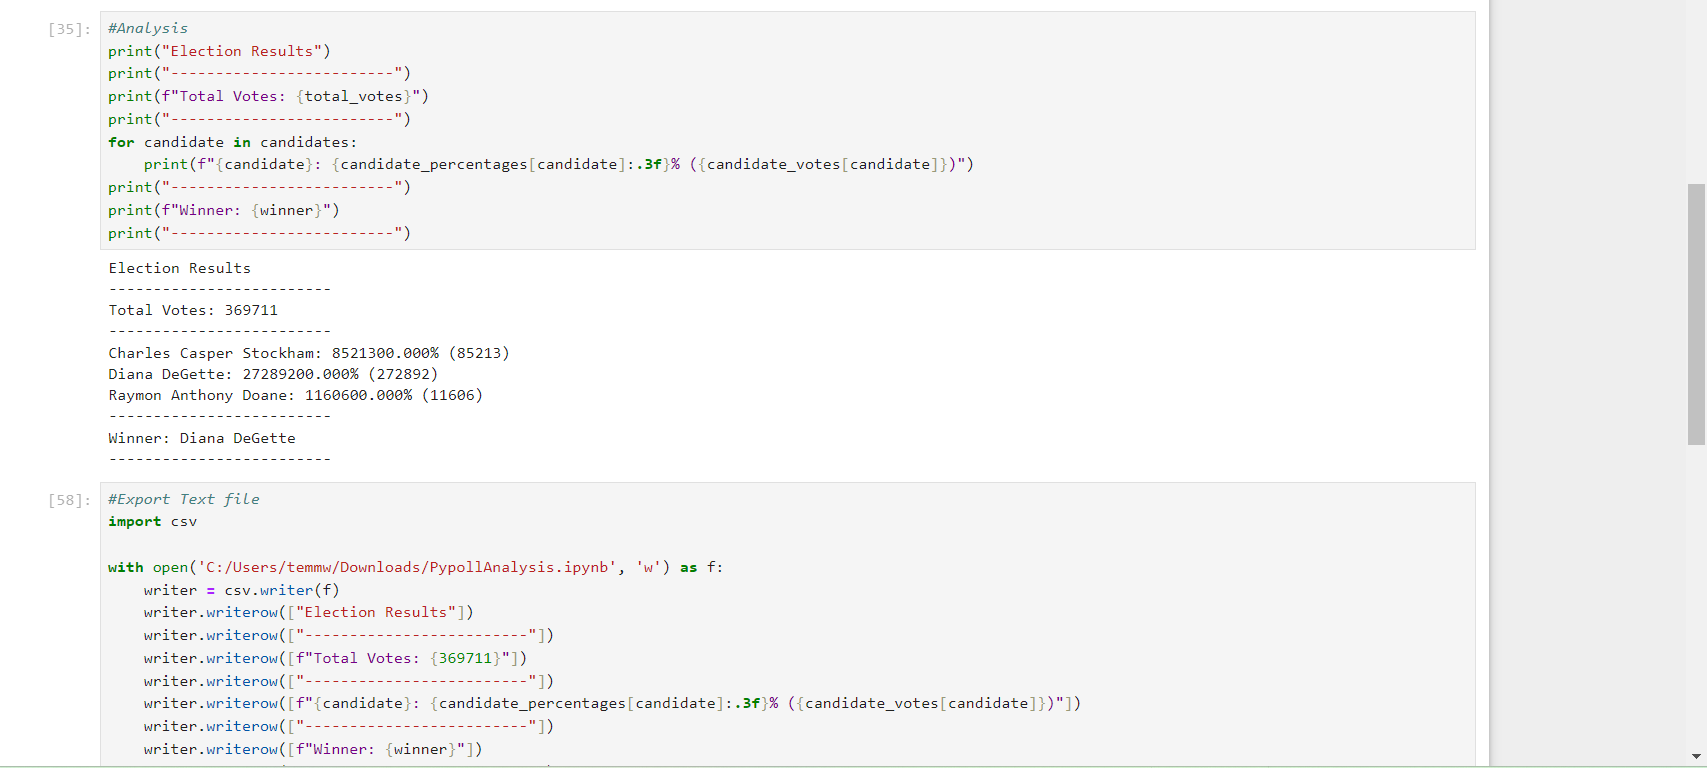 [35]: #Analysis
print("Election Results")
print("-------------------------")
print(f"Total Votes: {total_votes}")
print("-------------------------")
for candidate in candidates:
    print(f"{candidate}: {candidate_percentages[candidate]:.3f}% ({candidate_votes[candidate]})")
print("-------------------------")
print(f"Winner: {winner}")
print("-------------------------")
Election Results
-------------------------
Total Votes: 369711
-------------------------
Charles Casper Stockham: 8521300.000% (85213)
Diana DeGette: 27289200.000% (272892)
Raymon Anthony Doane: 1160600.000% (11606)
-------------------------
Winner: Diana DeGette
-------------------------
[58]: #Export Text file
import csv
with open('C:/Users/temmw/Downloads/PypollAnalysis.ipynb', 'w') as f:
    writer = csv.writer(f)
    writer.writerow(["Election Results"])
    writer.writerow(["-------------------------"])
    writer.writerow([f"Total Votes: {369711}"])
    writer.writerow(["-------------------------"])
    writer.writerow([f"{candidate}: {candidate_percentages[candidate]:.3f}% ({candidate_votes[candidate]})"])
    writer.writerow(["-------------------------"])
    writer.writerow([f"Winner: {winner}"])